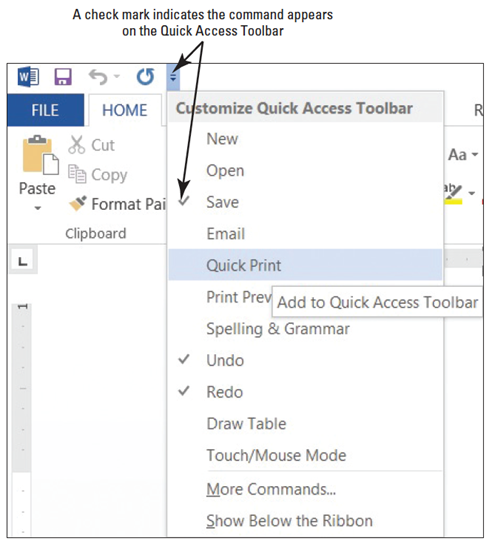 A check mark indicates the command appears
on the Quick Access Toolbar
W
FILE HOME Customize Quick Access Toolbar R
New
Cut
Aa
Open
Copy
Paste
Save
ab
Format Pai
Email
Clipboard
Quick Print
L
Print Prev
Add to Quick Access Toolbar
1
Spelling & Grammar
Undo
Redo
Draw Table
Touch/Mouse Mode
More Commands...
Show Below the Ribbon